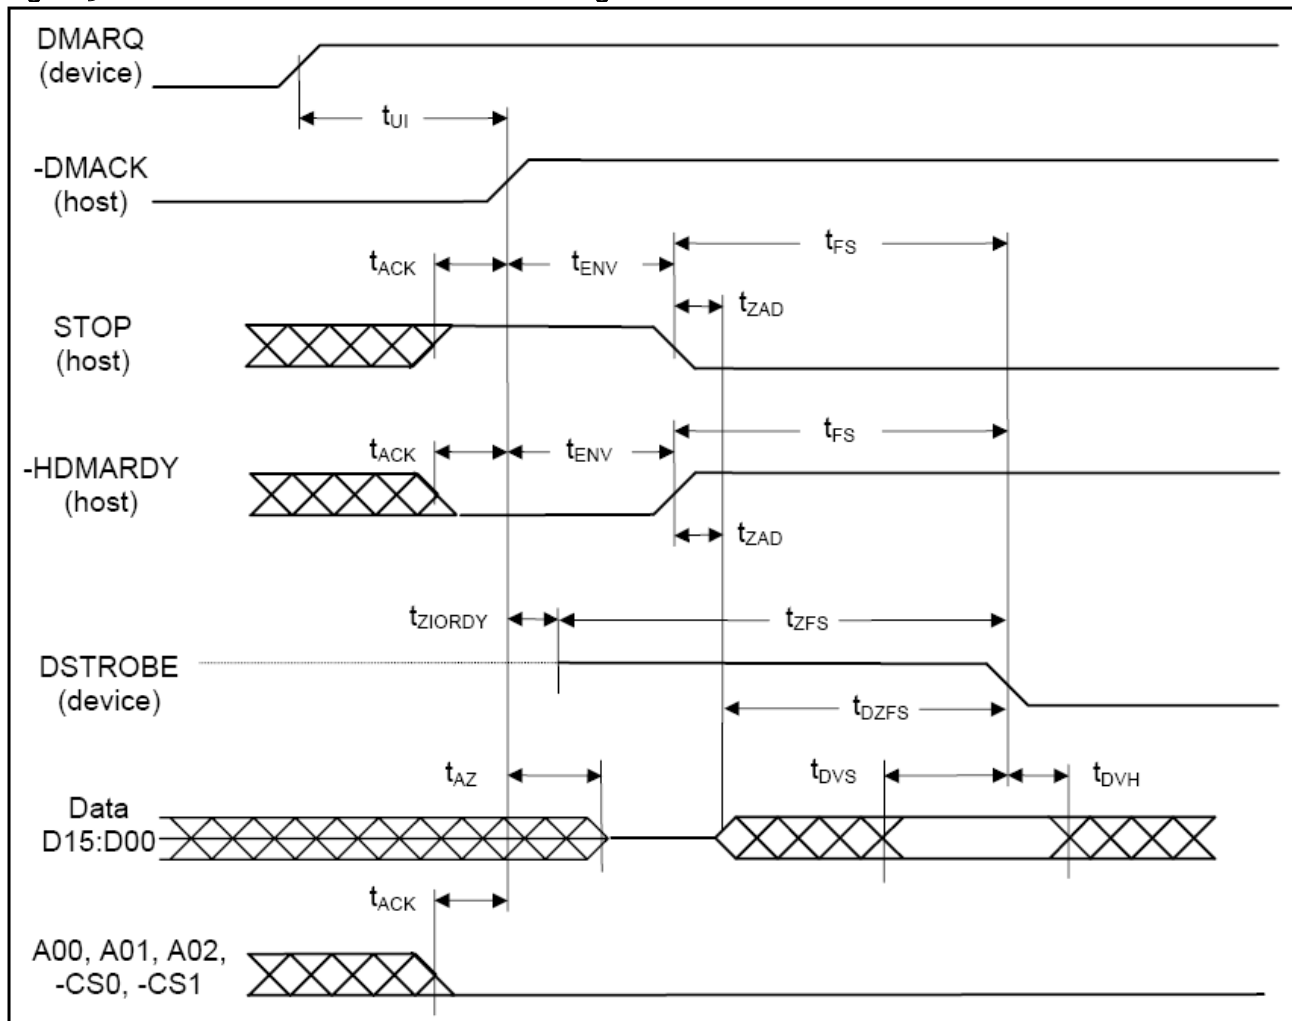 DMARQ
(device)
tUI
-DMACK
(host)
tFS
tACK
tENV
tZAD
STOP
(host)
tFS
tACK
tENV
-HDMARDY
(host)
tZAD
tZIORDY
tZFS
DSTROBE
(device)
tDZFS
tAZ
tDVS
tDVH
Data
D15:D00
tACK
A00, A01, A02,
-CS0, -CS1